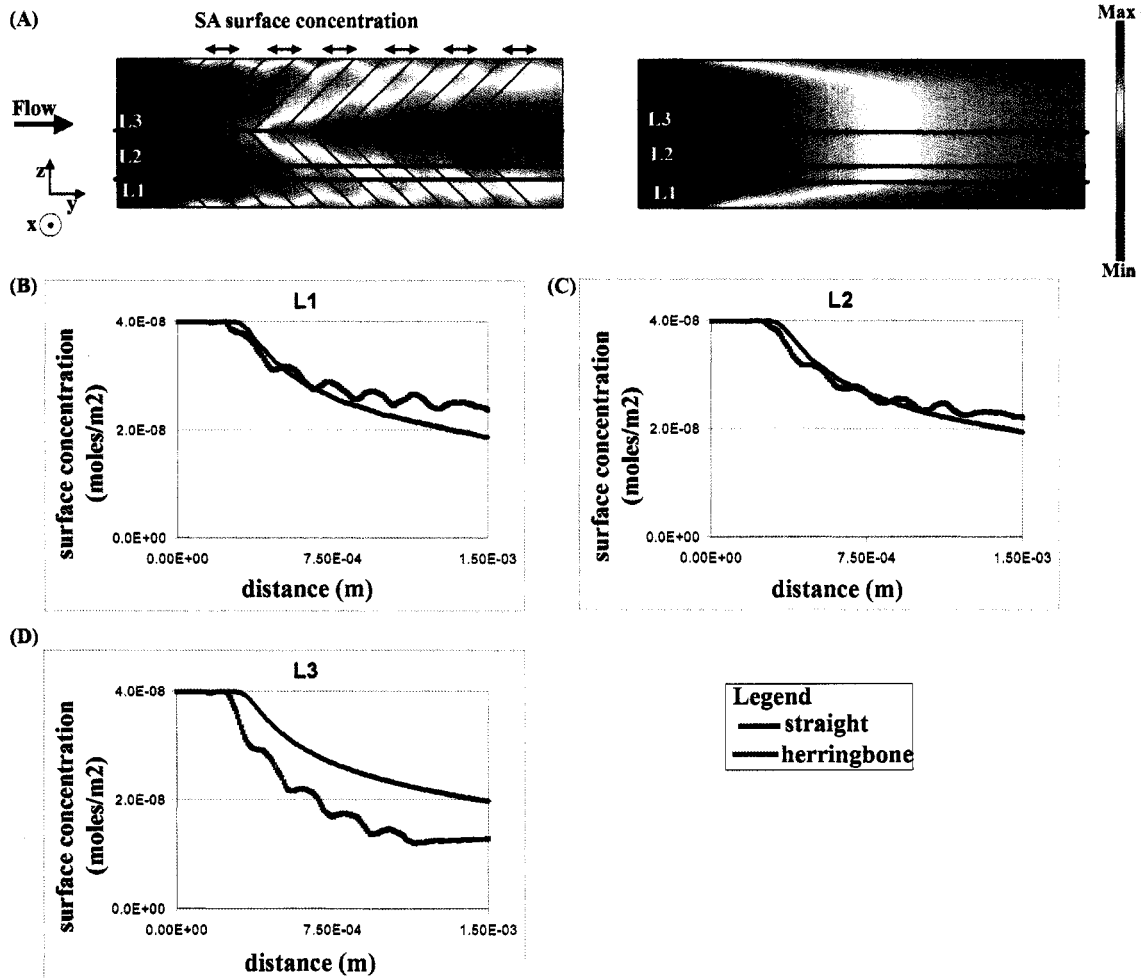 (A)
SA surface concentration
Max
Flow
L3
L2
L1
z
y
x
L3
L2
L1
Min
(B)
L1
surface concentration
(moles/m2)
4.0E-08
2.0E-08
0.0E+00
0.00E+00 7.50E-04 1.50E-03
distance (m)
(C)
L2
surface concentration
(moles/m2)
4.0E-08
2.0E-08
0.0E+00
0.00E+00 7.50E-04 1.50E-03
distance (m)
(D)
L3
surface concentration
(moles/m2)
4.0E-08
2.0E-08
0.0E+00
0.00E+00 7.50E-04 1.50E-03
distance (m)
Legend
straight
herringbone